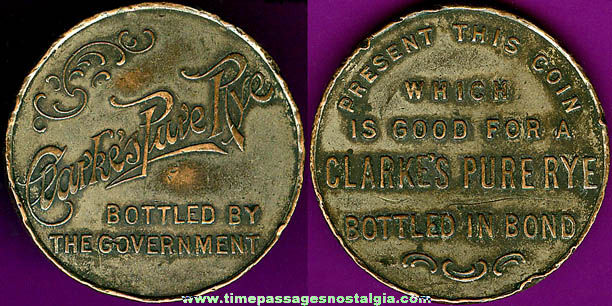 Clarke's Pure Rye
BOTTLED BY
THE GOVERNMENT
PRESENT THIS COIN
WHICH
IS GOOD FOR A
CLARKE'S PURE RYE
BOTTLED IN BOND
www.timepassagesnostalgia.com